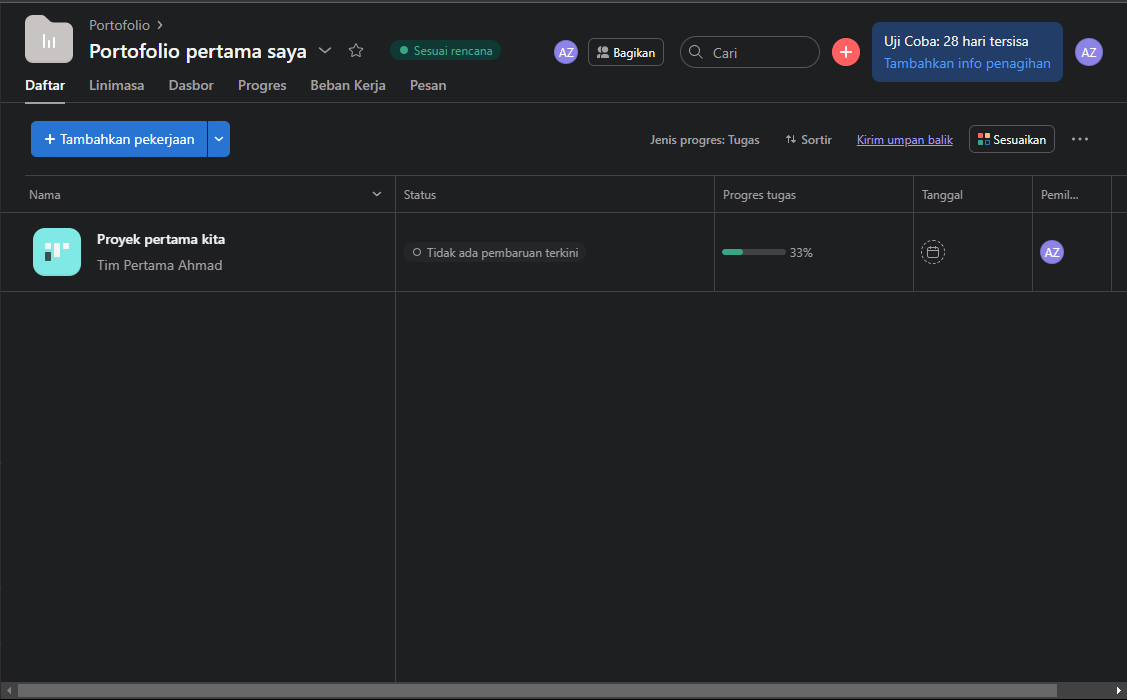 Portofolio
Portofolio pertama saya
Sesuai rencana
AZ
Bagikan
Cari
Uji Coba: 28 hari tersisa
Tambahkan info penagihan
AZ
Daftar
Linimasa
Dasbor
Progres
Beban Kerja
Pesan
+ Tambahkan pekerjaan
Jenis progres: Tugas
Sortir
Kirim umpan balik
Sesuaikan
Nama
Status
Progres tugas
Tanggal
Pemil...
Proyek pertama kita
Tim Pertama Ahmad
Tidak ada pembaruan terkini
33%
AZ